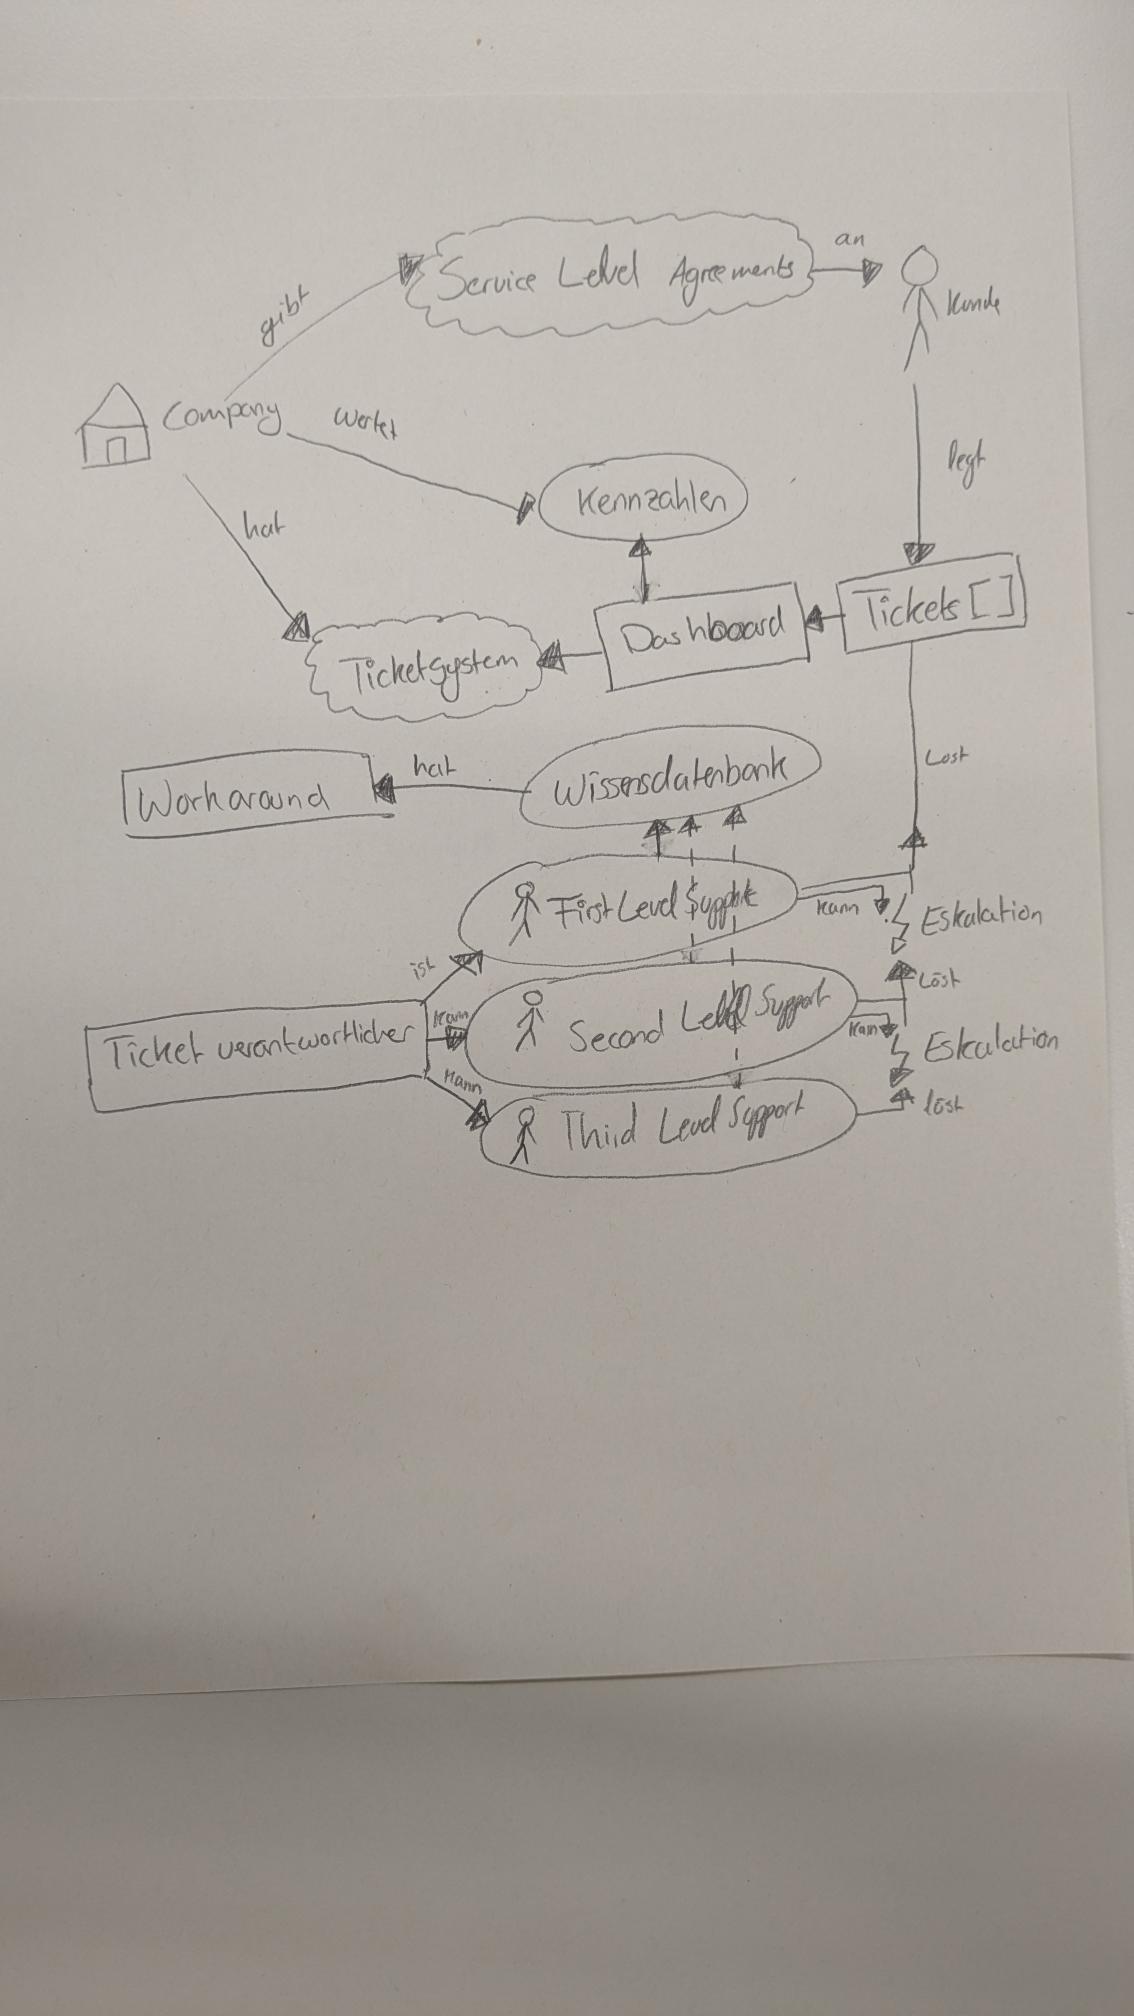 Service Level Agreements
an
Kunde
gibt
Company
wertet
legt
Kennzahlen
hat
Tickets [ ]
Dashboard
Ticketsystem
Löst
hat
Wissensdatenbank
Workaround
First Level Support
kann
Eskalation
ist
Löst
kann
Second Level Support
kann
Eskalation
Ticket verantwortlicher
kann
Third Level Support
löst